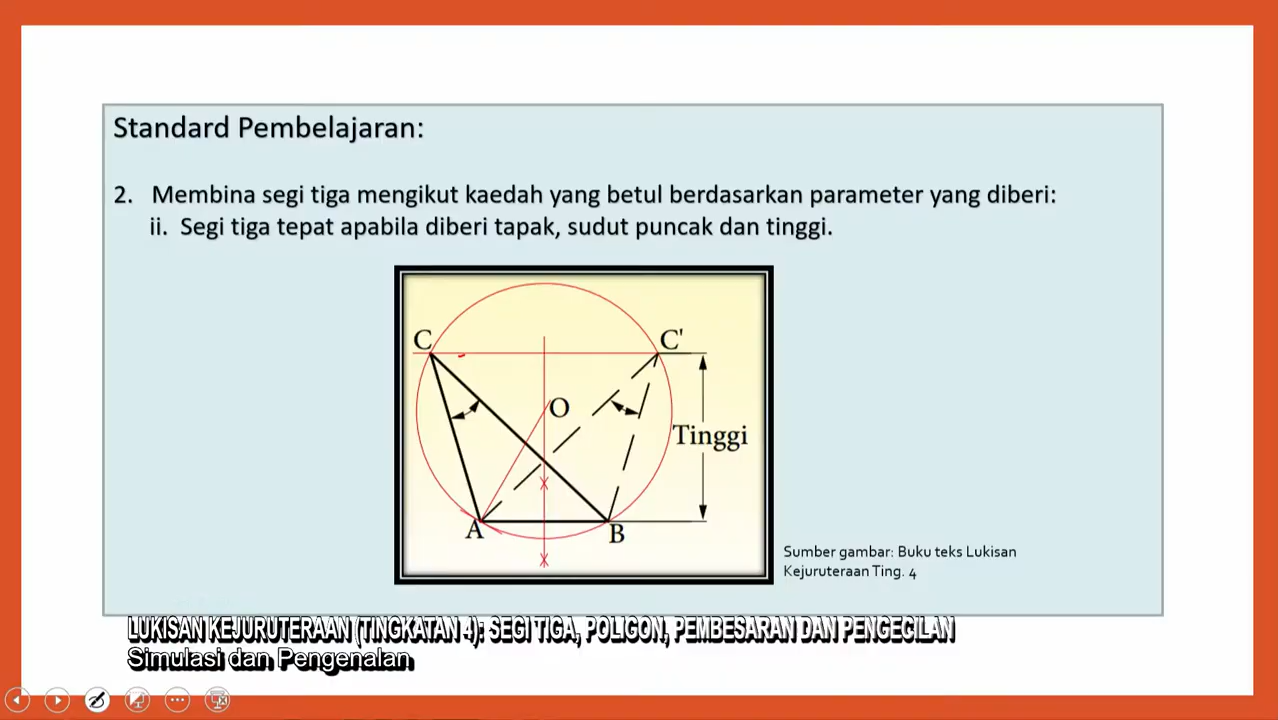 Standard Pembelajaran:
2. Membina segi tiga mengikut kaedah yang betul berdasarkan parameter yang diberi:
ii. Segi tiga tepat apabila diberi tapak, sudut puncak dan tinggi.
C
C'
O
Tinggi
A
B
Sumber gambar: Buku teks Lukisan
Kejuruteraan Ting. 4
LUKISAN KEJURUTERAAN (TINGKATAN 4): SEGI TIGA, POLIGON, PEMBESARAN DAN PENGECILAN
Simulasi dan Pengenalan